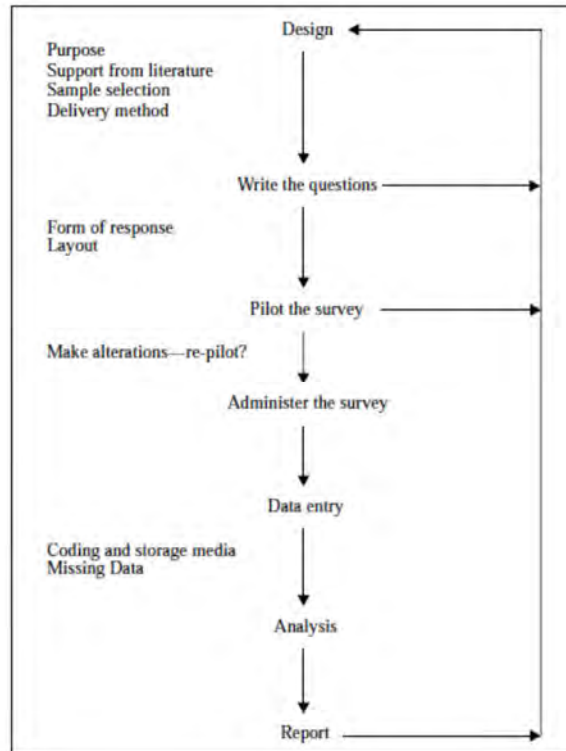 Design
Purpose
Support from literature
Sample selection
Delivery method
Write the questions
Form of response
Layout
Pilot the survey
Make alterations—re-pilot?
Administer the survey
Data entry
Coding and storage media
Missing Data
Analysis
Report